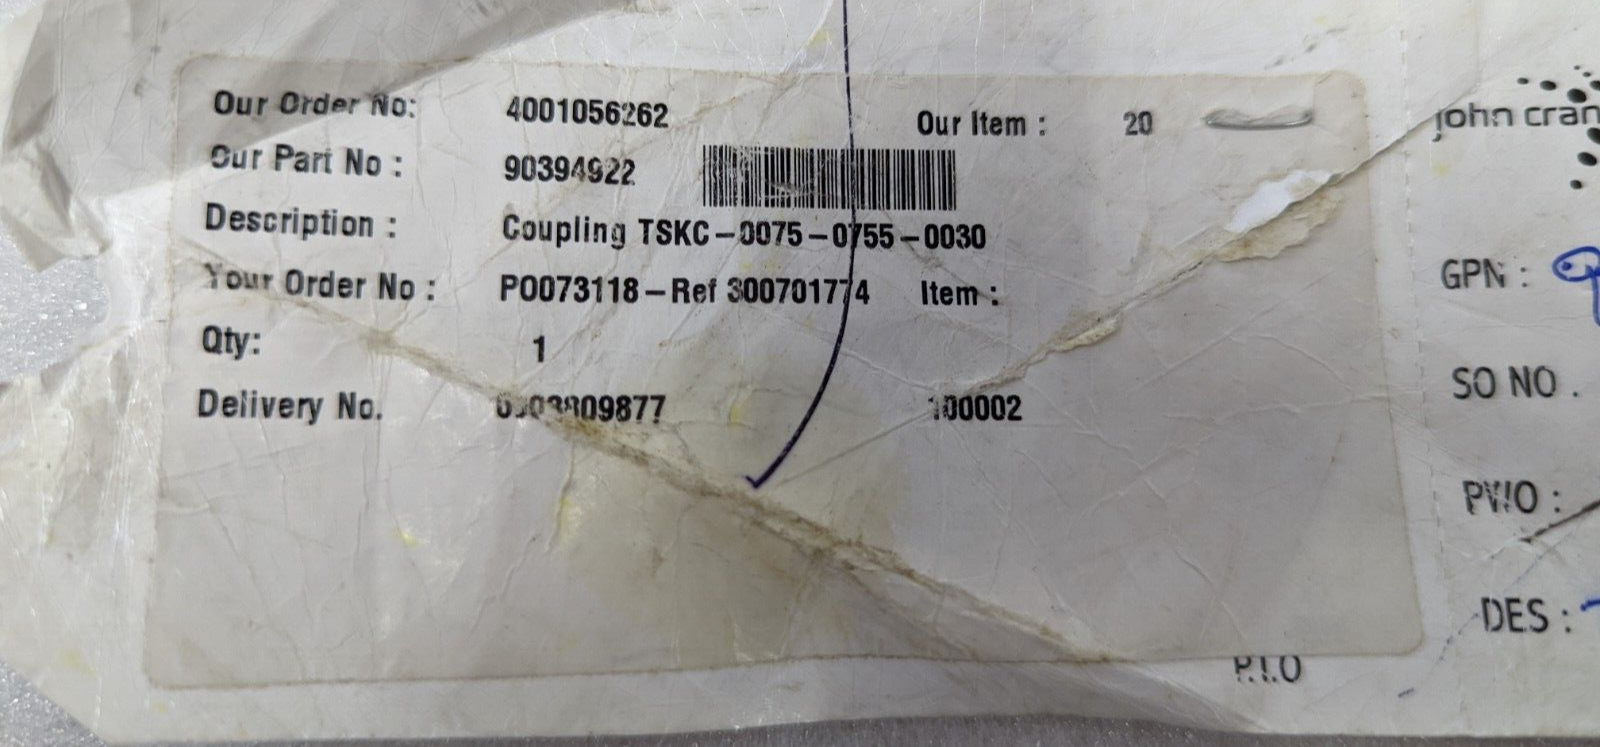 Our Order No: 4001056262 Our Item : 20
Our Part No : 90394922
Description : Coupling TSKC-0075-0755-0030
Your Order No : P0073118-Ref 300701774 Item :
Qty: 1
Delivery No. 100002
john cran
GPN :
SO NO .
PWO :
DES :
P.T.O